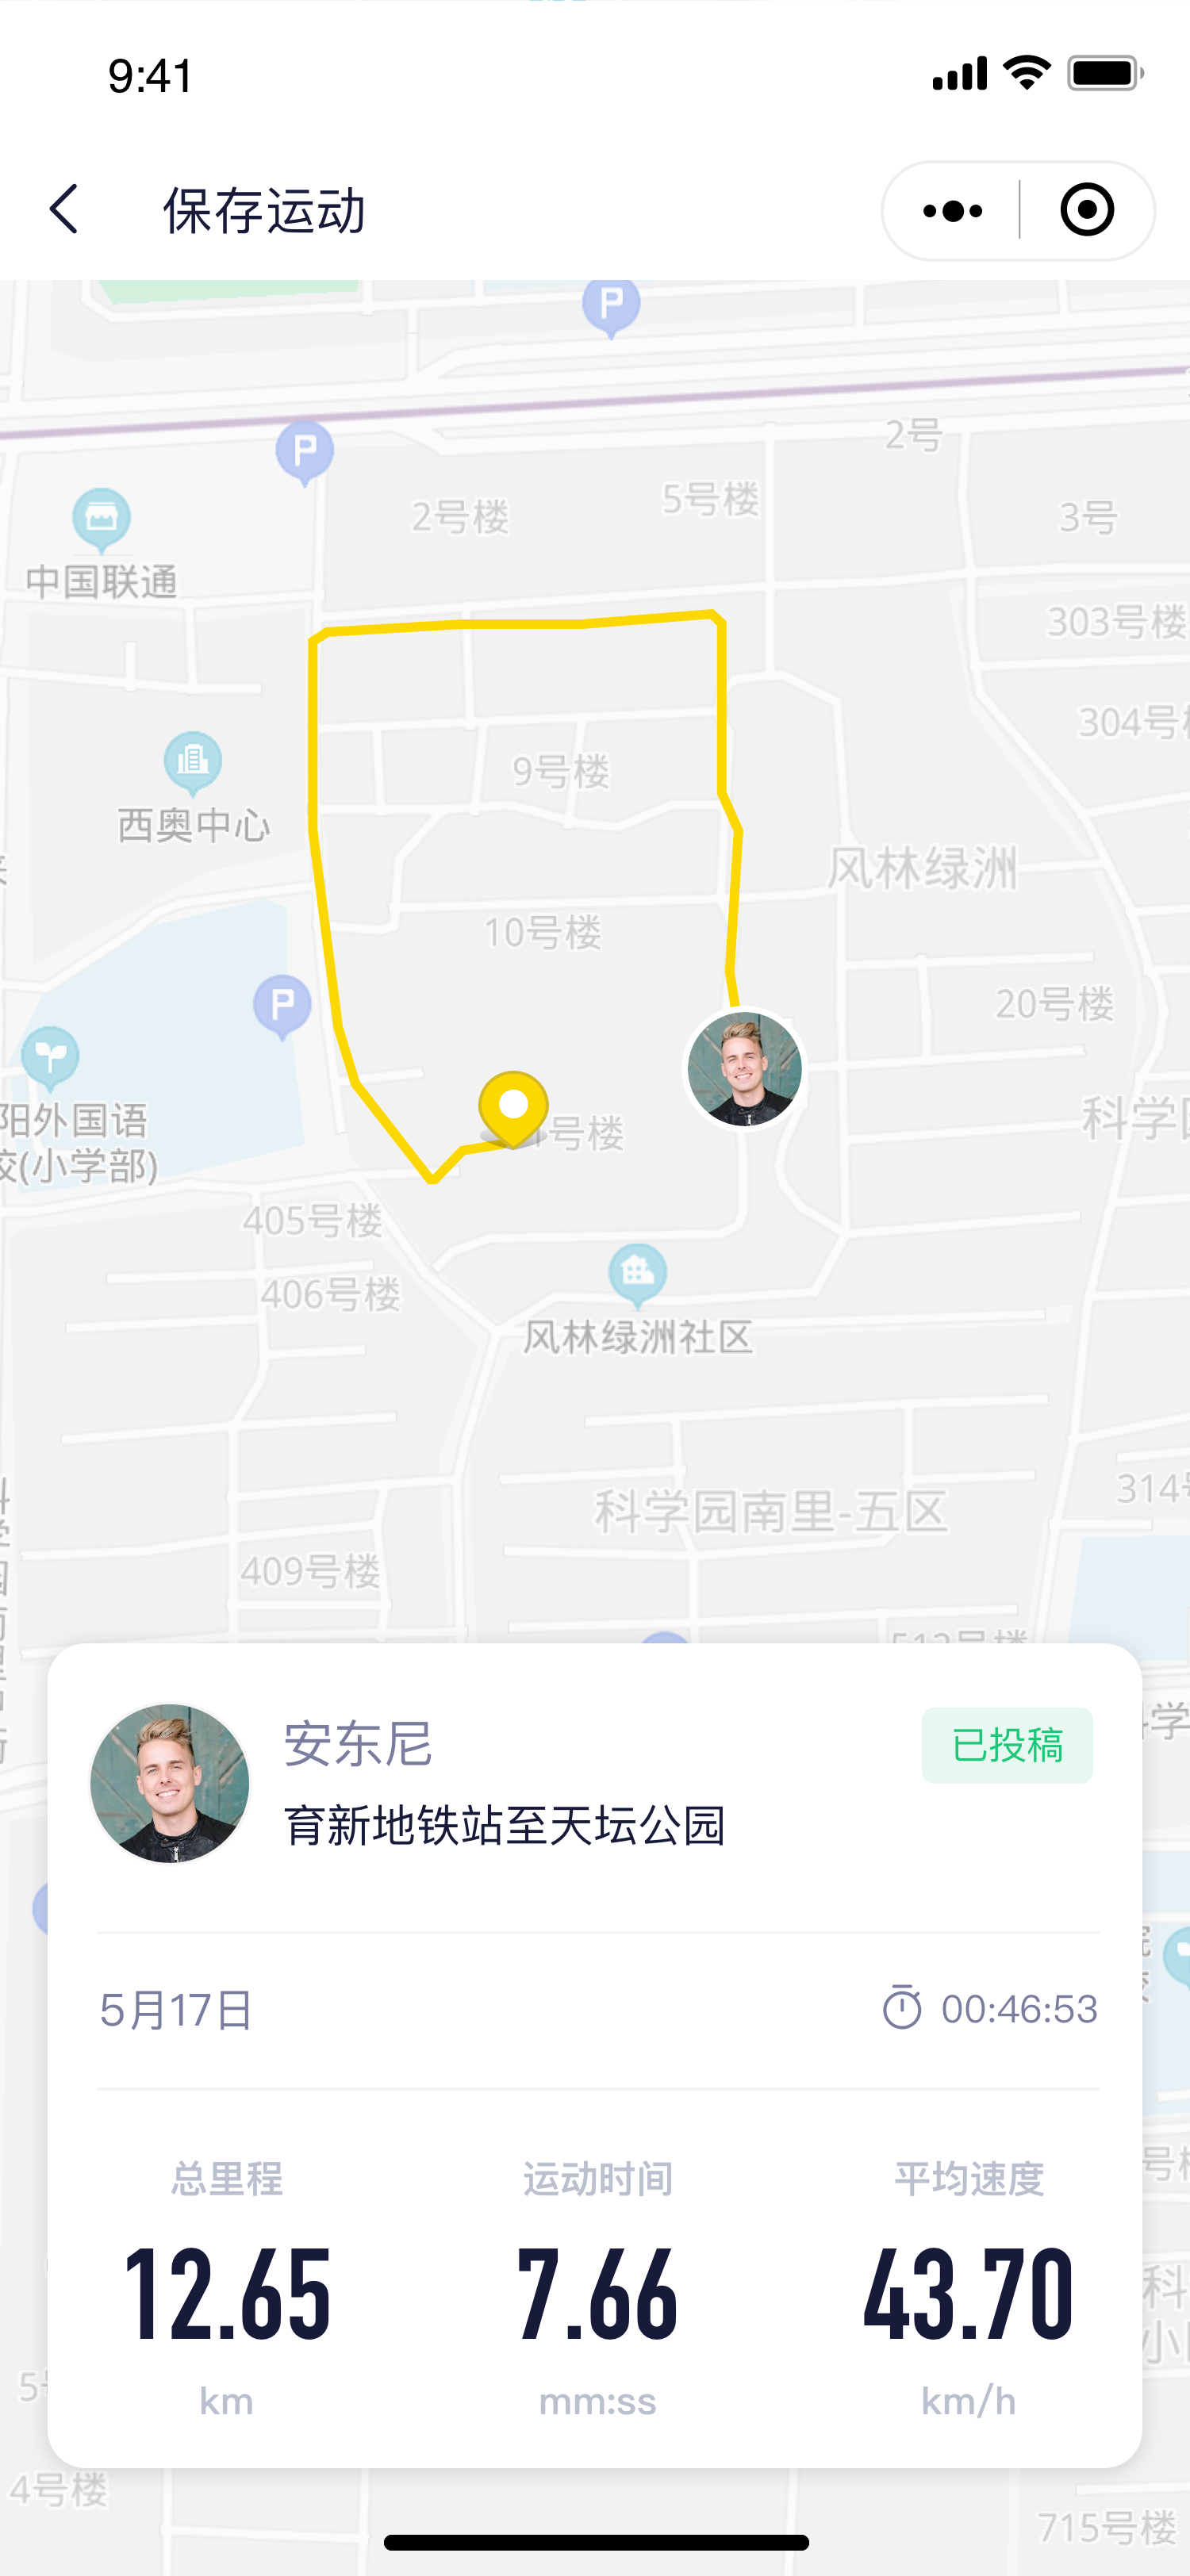 9:41
保存运动
P
P
2号
2号楼
5号楼
3号
中国联通
303号楼
304号
9号楼
西奥中心
风林绿洲
10号楼
P
20号楼
阳外国语
校(小学部)
号楼
科学
405号楼
406号楼
风林绿洲社区
科学园南里-五区
314
409号楼
512号楼
安东尼
已投稿
育新地铁站至天坛公园
5月17日
00:46:53
总里程
运动时间
平均速度
12.65
7.66
43.70
km
mm:ss
km/h
4号楼
715号楼